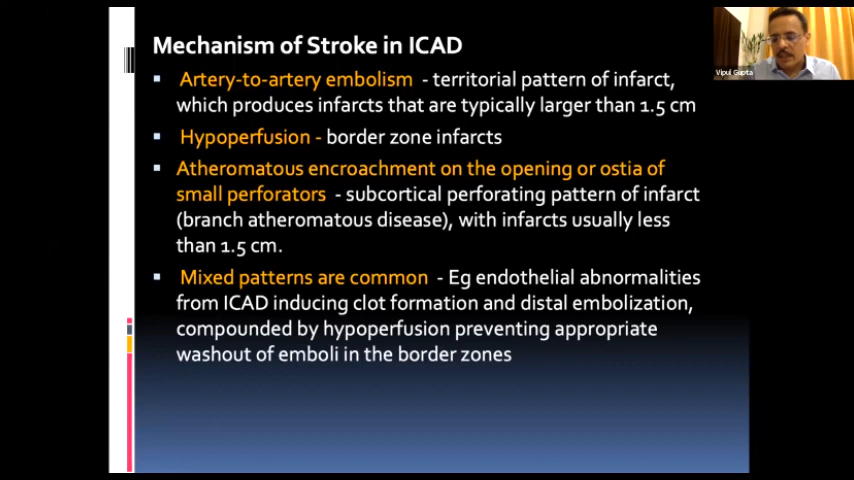 Mechanism of Stroke in ICAD
Artery-to-artery embolism - territorial pattern of infarct,
which produces infarcts that are typically larger than 1.5 cm
Hypoperfusion - border zone infarcts
Atheromatous encroachment on the opening or ostia of
small perforators - subcortical perforating pattern of infarct
(branch atheromatous disease), with infarcts usually less
than 1.5 cm.
Mixed patterns are common - Eg endothelial abnormalities
from ICAD inducing clot formation and distal embolization,
compounded by hypoperfusion preventing appropriate
washout of emboli in the border zones
Vipul Gupta